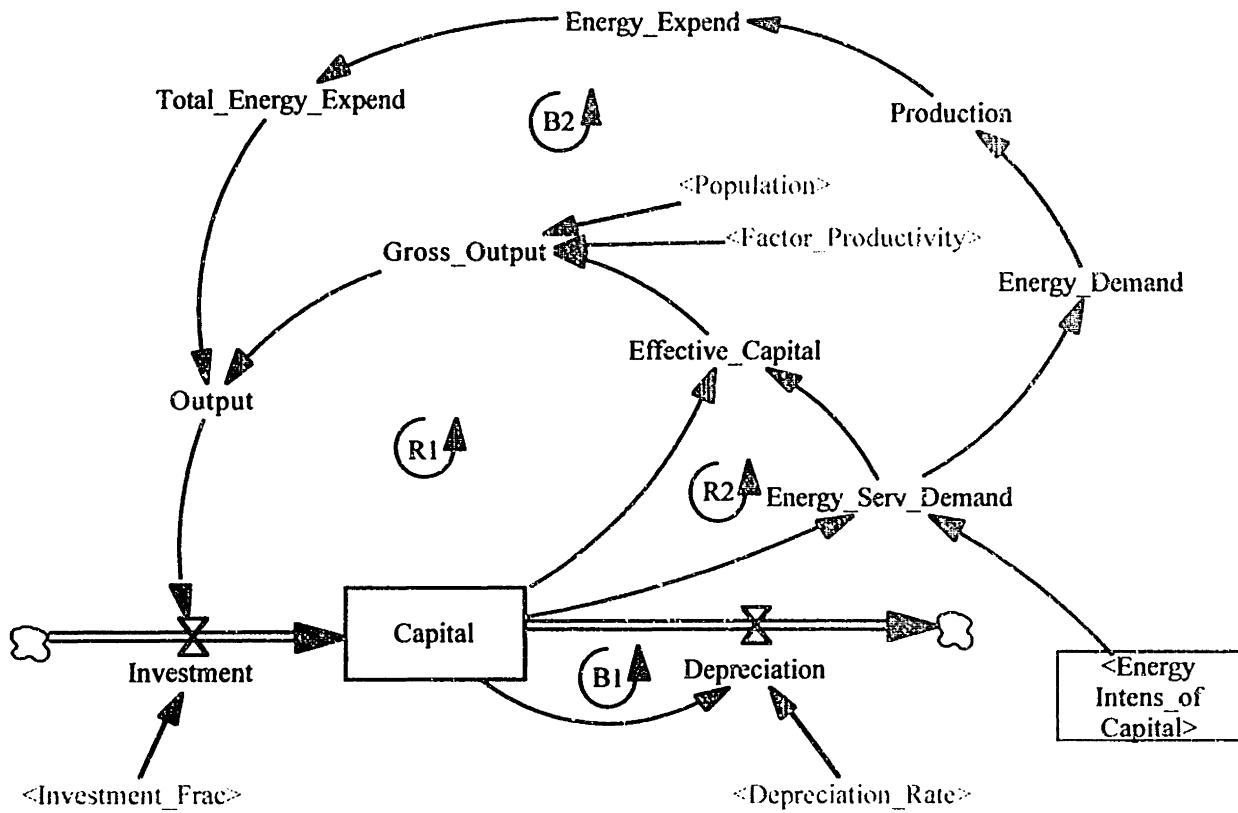 Energy_Expend
Total_Energy_Expend
B2
Production
<Population>
<Factor_Productivity>
Gross_Output
Energy_Demand
Effective_Capital
Output
R1
R2
Energy_Serv_Demand
Capital
Investment
B1
Depreciation
<Energy
Intens_of
Capital>
<Investment_Frac>
<Depreciation_Rate>